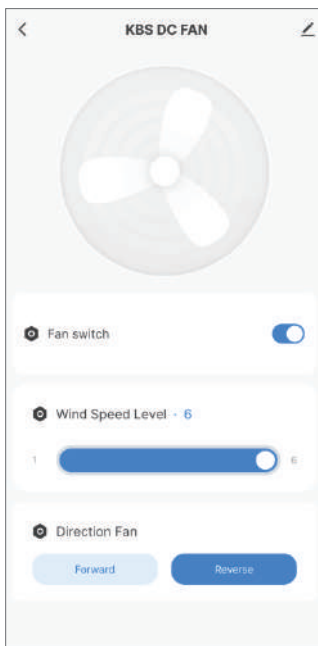 KBS DC FAN
Fan switch
Wind Speed Level · 6
1 6
Direction Fan
Forward Reverse